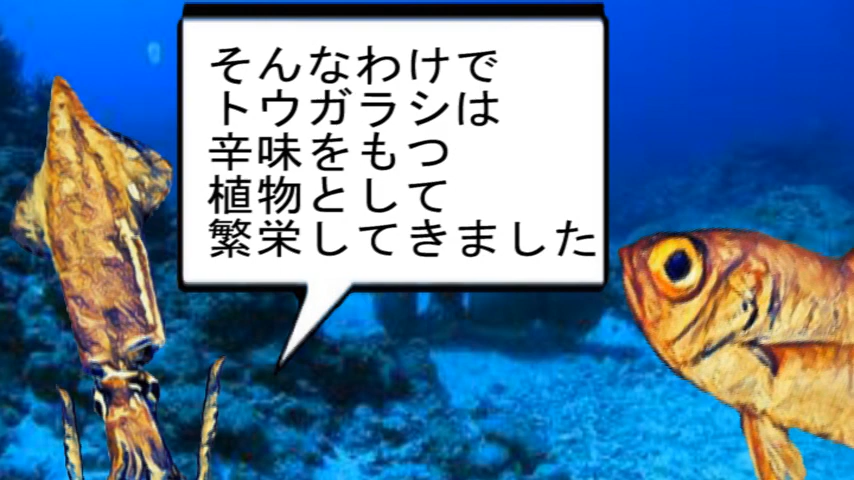 そんなわけで
トウガラシは
辛味をもつ
植物として
繁栄してきました